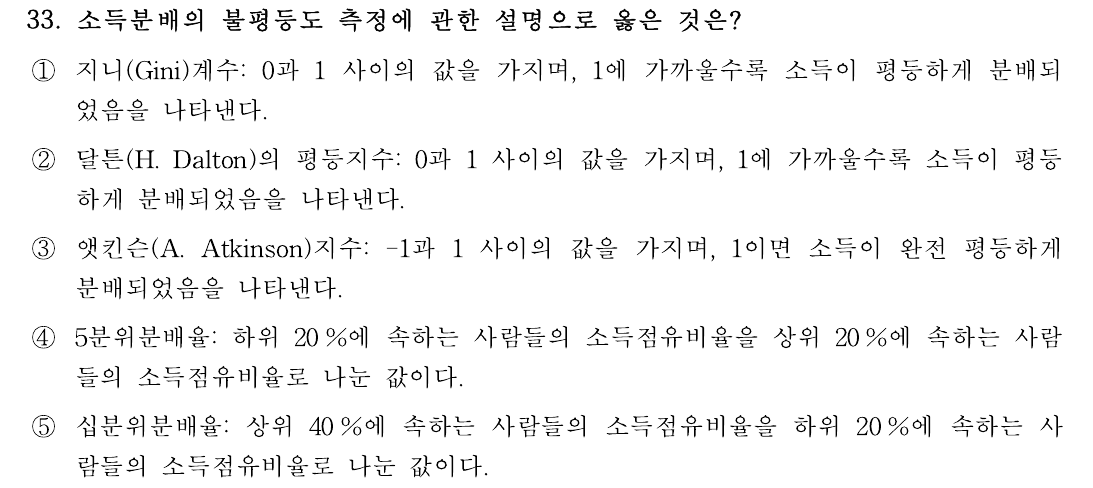 33. 소득분배의 불평등도 측정에 관한 설명으로 옳은 것은?
① 지니(Gini)계수: 0과 1 사이의 값을 가지며, 1에 가까울수록 소득이 평등하게 분배되
었음을 나타낸다.
② 달튼(H. Dalton)의 평등지수: 0과 1 사이의 값을 가지며, 1에 가까울수록 소득이 평등
하게 분배되었음을 나타낸다.
③ 앳킨슨(A. Atkinson)지수: -1과 1 사이의 값을 가지며, 1이면 소득이 완전 평등하게
분배되었음을 나타낸다.
④ 5분위분배율: 하위 20%에 속하는 사람들의 소득점유비율을 상위 20%에 속하는 사람
들의 소득점유비율로 나눈 값이다.
⑤ 십분위분배율: 상위 40%에 속하는 사람들의 소득점유비율을 하위 20%에 속하는 사
람들의 소득점유비율로 나눈 값이다.